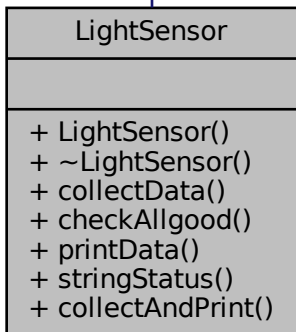 LightSensor
+ LightSensor()
+ ~LightSensor()
+ collectData()
+ checkAllgood()
+ printData()
+ stringStatus()
+ collectAndPrint()